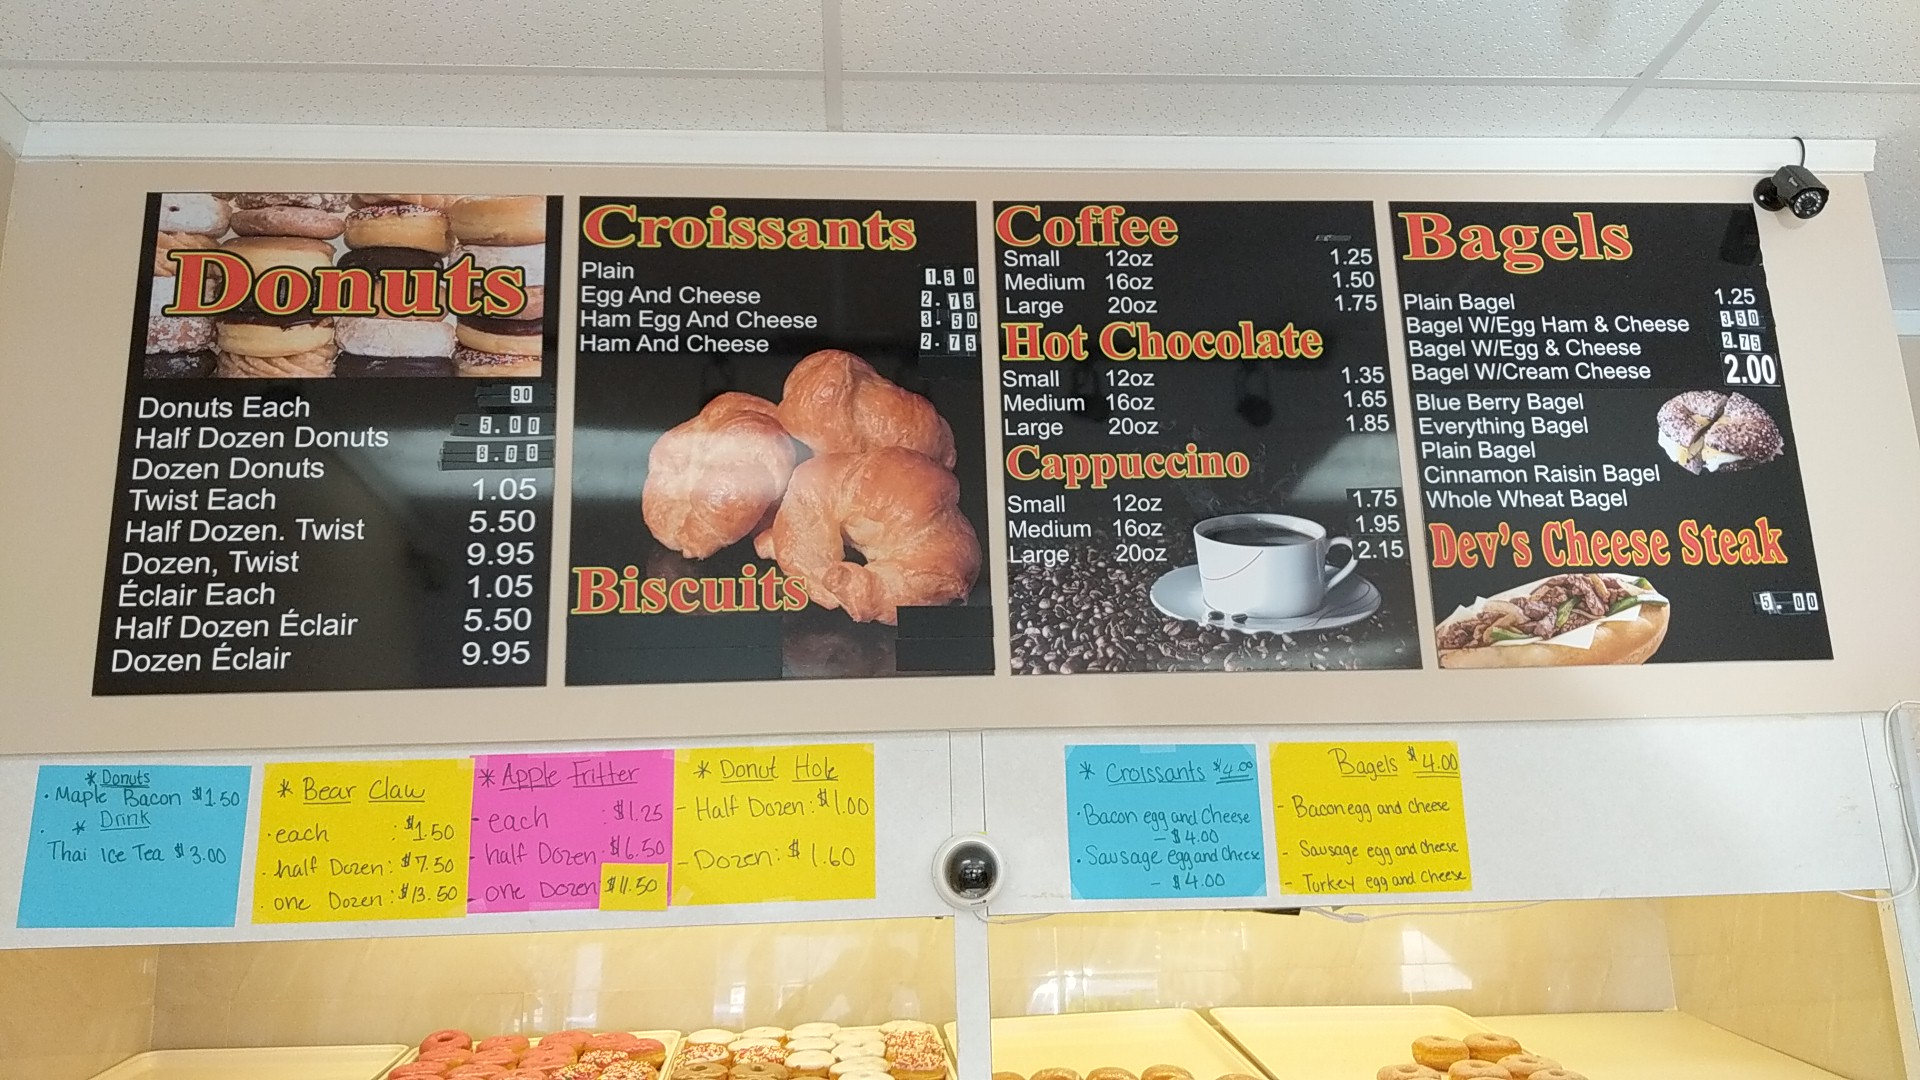 Donuts
Donuts Each 90
Half Dozen Donuts 5.00
Dozen Donuts 8.00
Twist Each 1.05
Half Dozen. Twist 5.50
Dozen, Twist 9.95
Éclair Each 1.05
Half Dozen Éclair 5.50
Dozen Éclair 9.95
Croissants
Plain 1.50
Egg And Cheese 2.75
Ham Egg And Cheese 3.50
Ham And Cheese 2.75
Biscuits
Coffee
Small 12oz 1.25
Medium 16oz 1.50
Large 20oz 1.75
Hot Chocolate
Small 12oz 1.35
Medium 16oz 1.65
Large 20oz 1.85
Cappuccino
Small 12oz 1.75
Medium 16oz 1.95
Large 20oz 2.15
Bagels
Plain Bagel 1.25
Bagel W/Egg Ham & Cheese 3.50
Bagel W/Egg & Cheese 2.75
Bagel W/Cream Cheese 2.00
Blue Berry Bagel
Everything Bagel
Plain Bagel
Cinnamon Raisin Bagel
Whole Wheat Bagel
Dev's Cheese Steak
5.00
* Donuts
· Maple Bacon $1.50
· * Drink
Thai Ice Tea $3.00
* Bear Claw
· each : $1.50
· half Dozen: $7.50
· one Dozen: $13.50
* Apple Fritter
- each : $1.25
- half Dozen: $6.50
- one Dozen $11.50
* Donut Hole
- Half Dozen: $1.00
- Dozen: $1.60
* Croissants $4.00
· Bacon egg and Cheese
- $4.00
· Sausage egg and Cheese
- $4.00
Bagels $4.00
- Bacon egg and cheese
- Sausage egg and cheese
- Turkey egg and cheese